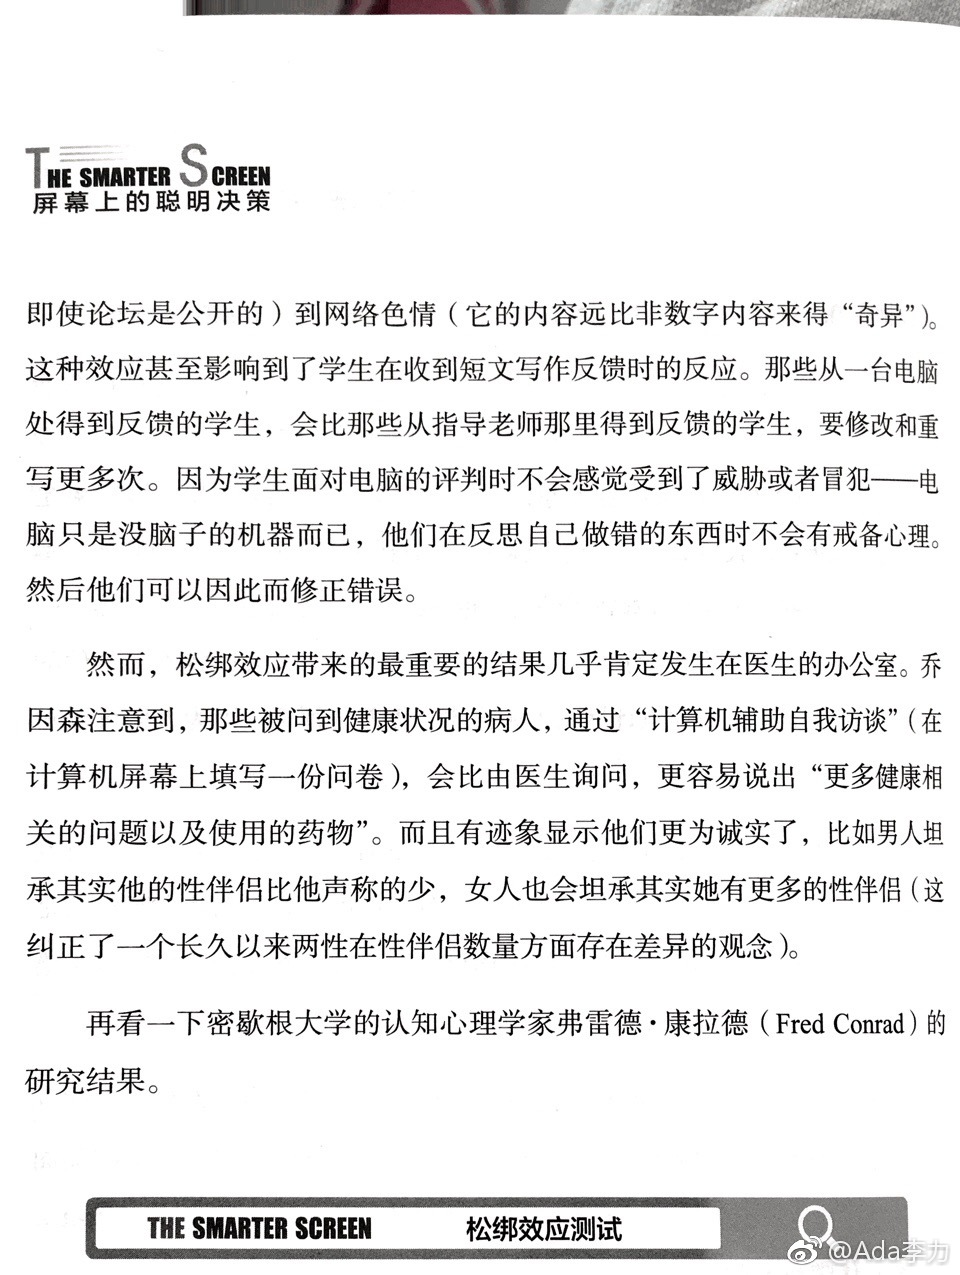 THE SMARTER SCREEN
屏幕上的聪明决策
即使论坛是公开的）到网络色情（它的内容远比非数字内容来得“奇异”）。
这种效应甚至影响到了学生在收到短文写作反馈时的反应。那些从一台电脑
处得到反馈的学生，会比那些从指导老师那里得到反馈的学生，要修改和重
写更多次。因为学生面对电脑的评判时不会感觉受到了威胁或者冒犯——电
脑只是没脑子的机器而已，他们在反思自己做错的东西时不会有戒备心理。
然后他们可以因此而修正错误。
然而，松绑效应带来的最重要的结果几乎肯定发生在医生的办公室。乔
因森注意到，那些被问到健康状况的病人，通过“计算机辅助自我访谈”（在
计算机屏幕上填写一份问卷），会比由医生询问，更容易说出“更多健康相
关的问题以及使用的药物”。而且有迹象显示他们更为诚实了，比如男人坦
承其实他的性伴侣比他声称的少，女人也会坦承其实她有更多的性伴侣（这
纠正了一个长久以来两性在性伴侣数量方面存在差异的观念）。
再看一下密歇根大学的认知心理学家弗雷德·康拉德（Fred Conrad）的
研究结果。
THE SMARTER SCREEN 松绑效应测试
@Ada李力